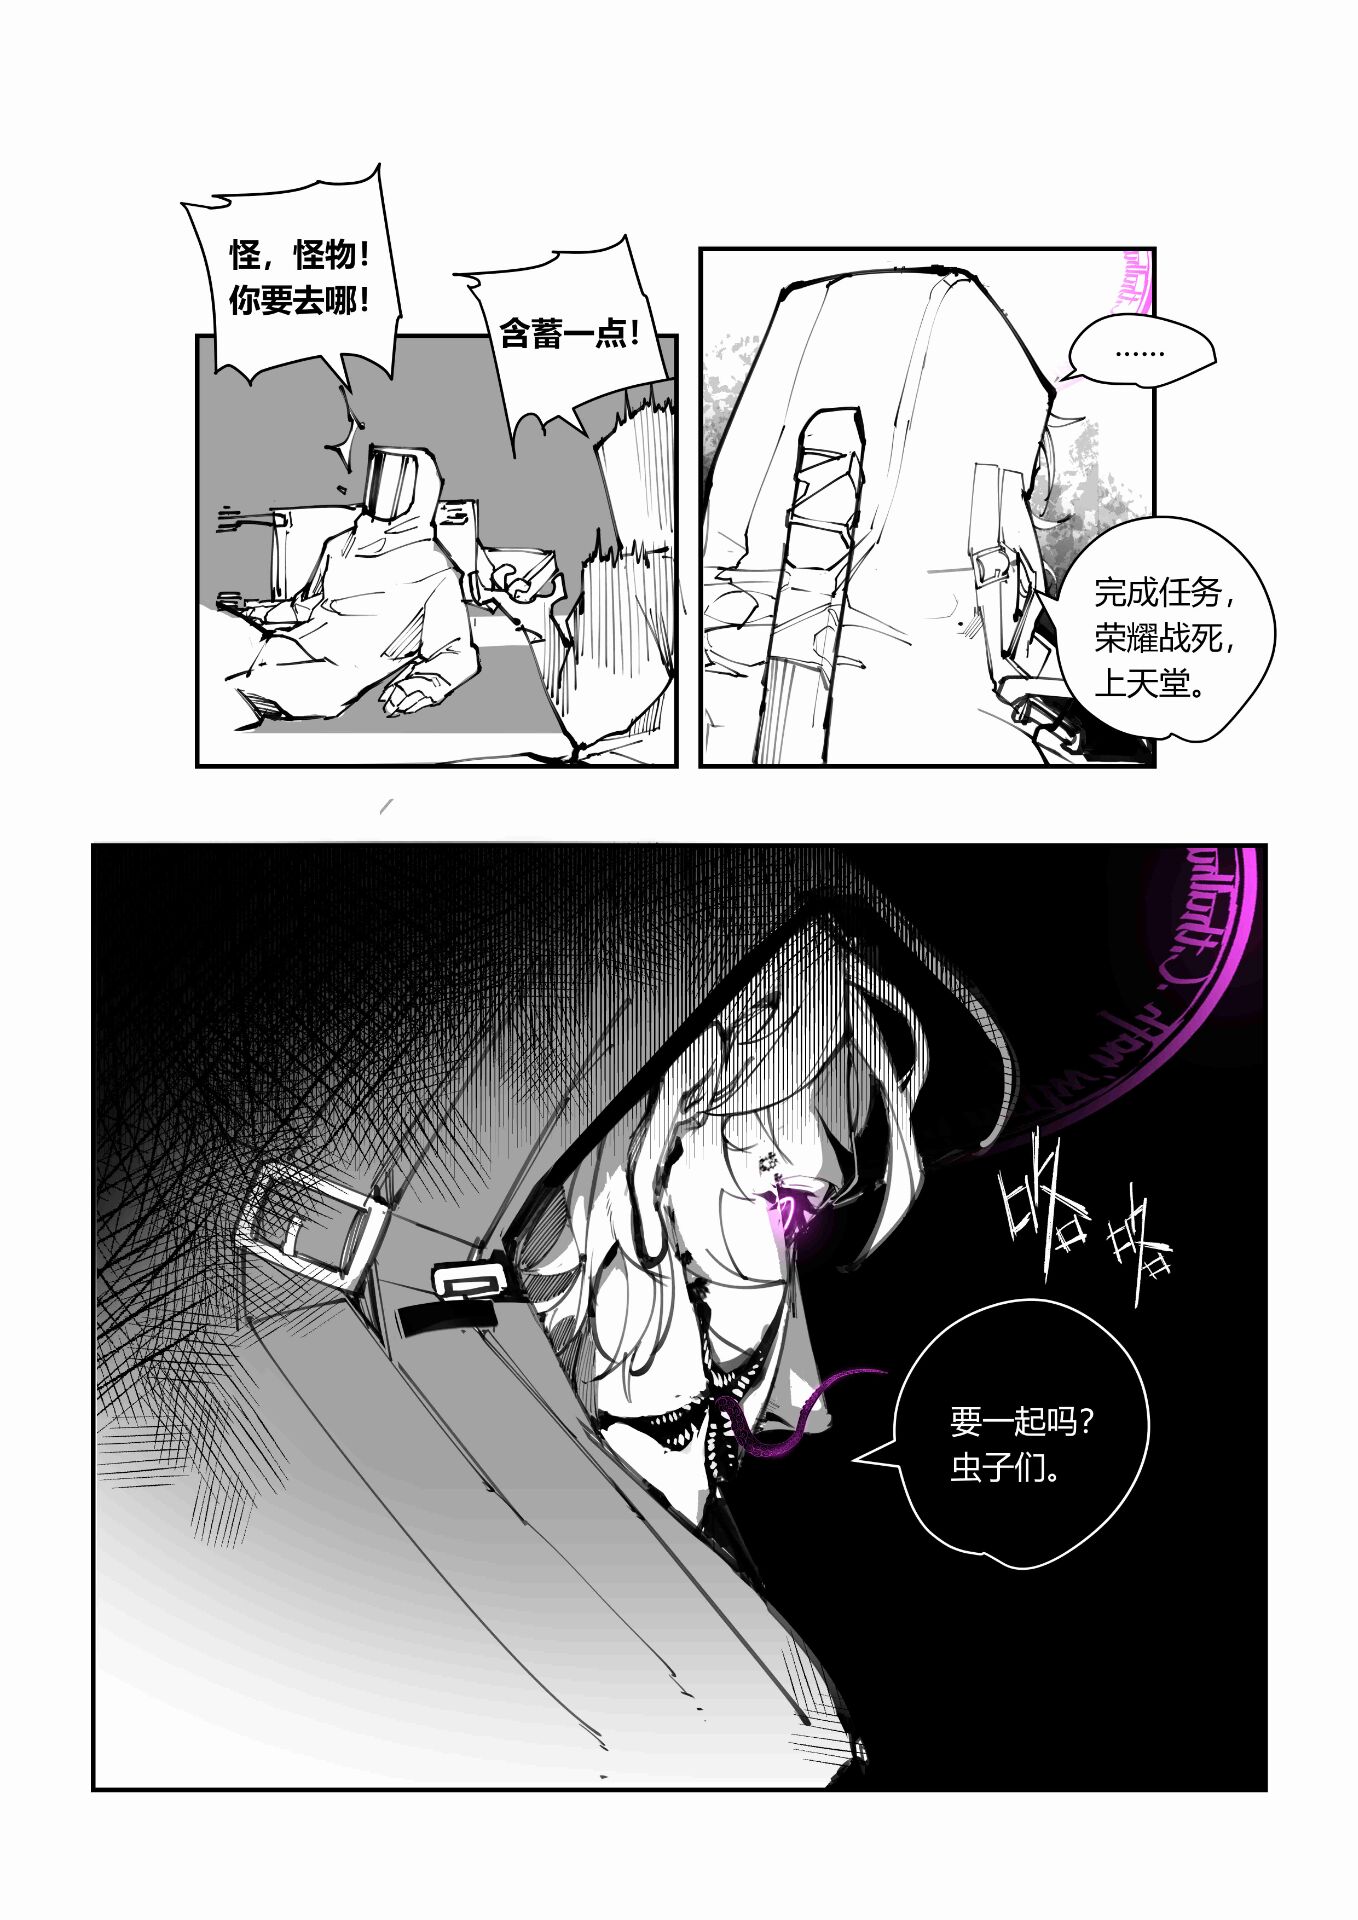 怪，怪物！
你要去哪！
含蓄一点！
……
完成任务，
荣耀战死，
上天堂。
咯
咯
要一起吗？
虫子们。